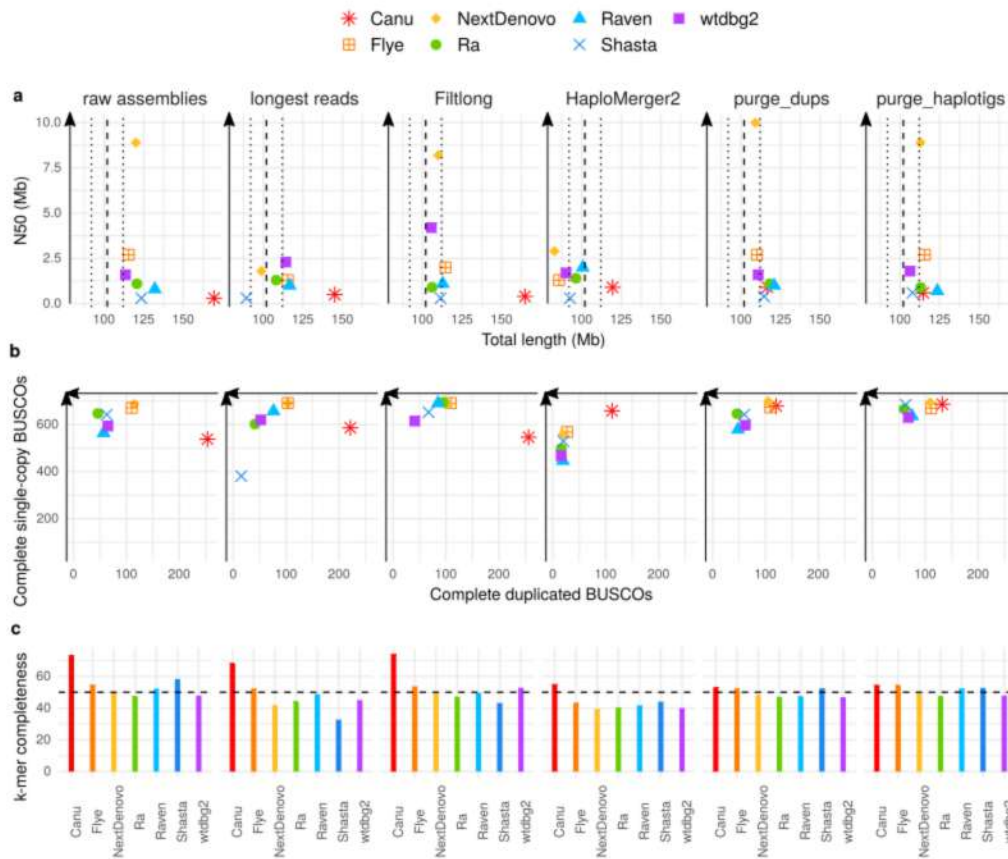 Canu NextDenovo Raven wtdbg2
Flye Ra Shasta
a
raw assemblies longest reads Filtlong HaploMerger2 purge_dups purge_haplotigs
N50 (Mb)
10.0
7.5
5.0
2.5
0.0
100 125 150 100 125 150 100 125 150 100 125 150 100 125 150 100 125 150
Total length (Mb)
b
Complete single-copy BUSCOs
600
400
200
0 100 200 0 100 200 0 100 200 0 100 200 0 100 200 0 100 200
Complete duplicated BUSCOs
c
k-mer completeness
60
40
20
0
Canu Flye NextDenovo Ra Raven Shasta wtdbg2 Canu Flye NextDenovo Ra Raven Shasta wtdbg2 Canu Flye NextDenovo Ra Raven Shasta wtdbg2 Canu Flye NextDenovo Ra Raven Shasta wtdbg2 Canu Flye NextDenovo Ra Raven Shasta wtdbg2 Canu Flye NextDenovo Ra Raven Shasta wtdbg2